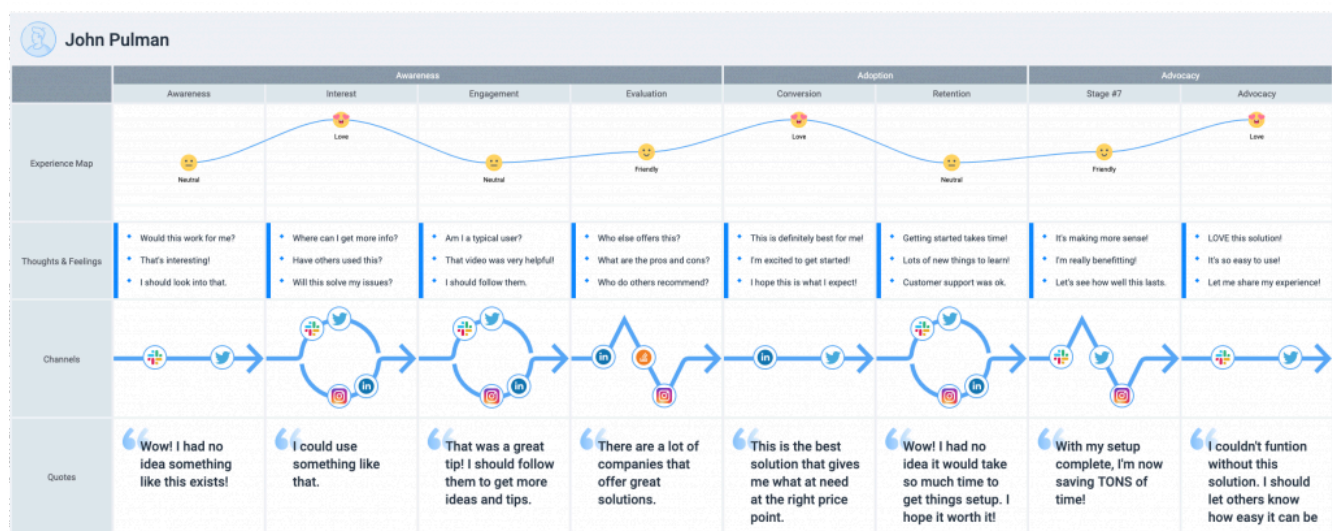 John Pulman
Awareness
Adoption
Advocacy
Awareness
Interest
Engagement
Evaluation
Conversion
Retention
Stage #7
Advocacy
Experience Map
Neutral
Love
Neutral
Friendly
Love
Neutral
Friendly
Love
Thoughts & Feelings
Would this work for me?
That's interesting!
I should look into that.
Where can I get more info?
Have others used this?
Will this solve my issues?
Am I a typical user?
That video was very helpful!
I should follow them.
Who else offers this?
What are the pros and cons?
Who do others recommend?
This is definitely best for me!
I'm excited to get started!
I hope this is what I expect!
Getting started takes time!
Lots of new things to learn!
Customer support was ok.
It's making more sense!
I'm really benefitting!
Let's see how well this lasts.
LOVE this solution!
It's so easy to use!
Let me share my experience!
Channels
in
in
in
in
in
Quotes
Wow! I had no
idea something
like this exists!
I could use
something like
that.
That was a great
tip! I should follow
them to get more
ideas and tips.
There are a lot of
companies that
offer great
solutions.
This is the best
solution that gives
me what at need
at the right price
point.
Wow! I had no
idea it would take
so much time to
get things setup. I
hope it worth it!
With my setup
complete, I'm now
saving TONS of
time!
I couldn't funtion
without this
solution. I should
let others know
how easy it can be